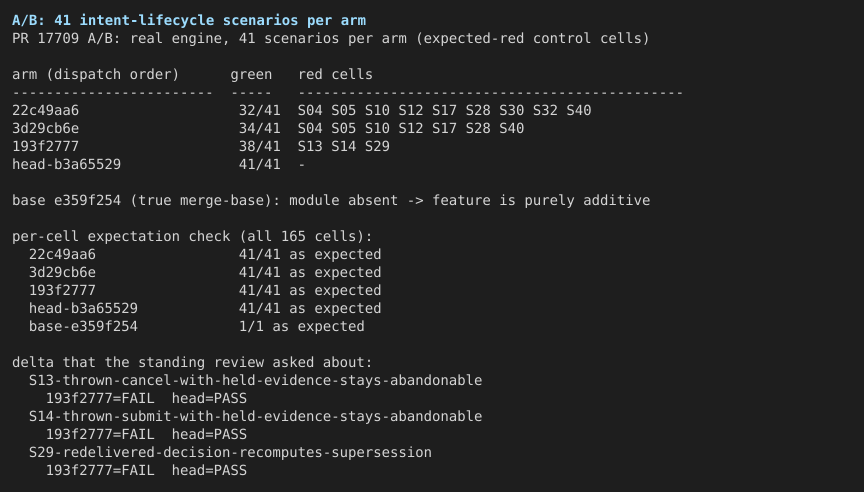 A/B: 41 intent-lifecycle scenarios per arm
PR 17709 A/B: real engine, 41 scenarios per arm (expected-red control cells)
arm (dispatch order)      green   red cells
------------------------  -----   ----------------------------------------------
22c49aa6                   32/41  S04 S05 S10 S12 S17 S28 S30 S32 S40
3d29cb6e                   34/41  S04 S05 S10 S12 S17 S28 S40
193f2777                   38/41  S13 S14 S29
head-b3a65529              41/41  -
base e359f254 (true merge-base): module absent -> feature is purely additive
per-cell expectation check (all 165 cells):
  22c49aa6                 41/41 as expected
  3d29cb6e                 41/41 as expected
  193f2777                 41/41 as expected
  head-b3a65529            41/41 as expected
  base-e359f254            1/1 as expected
delta that the standing review asked about:
  S13-thrown-cancel-with-held-evidence-stays-abandonable
    193f2777=FAIL  head=PASS
  S14-thrown-submit-with-held-evidence-stays-abandonable
    193f2777=FAIL  head=PASS
  S29-redelivered-decision-recomputes-supersession
    193f2777=FAIL  head=PASS